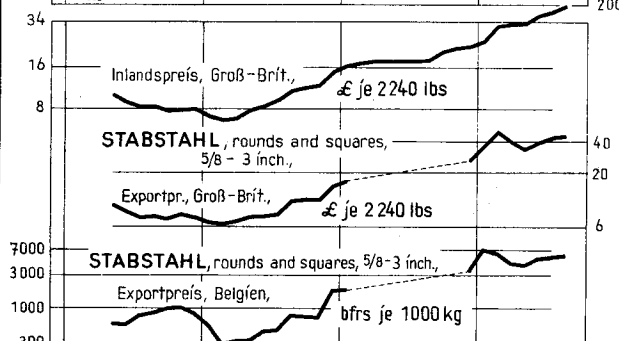 200
34
16
Inlandspreis, Groß-Brit.,
£ je 2240 lbs
8
STABSTAHL, rounds and squares,
5/8 - 3 inch.,
40
20
Exportpr., Groß-Brit.,
£ je 2240 lbs
6
7000
STABSTAHL, rounds and squares, 5/8-3 inch.,
3000
Exportpreis, Belgien,
1000
bfrs je 1000 kg
300